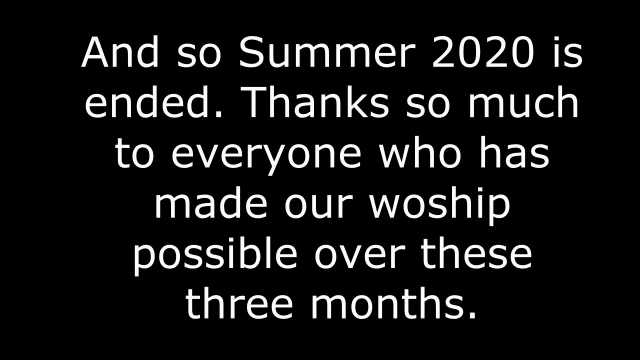 And so Summer 2020 is
ended. Thanks so much
to everyone who has
made our woship
possible over these
three months.